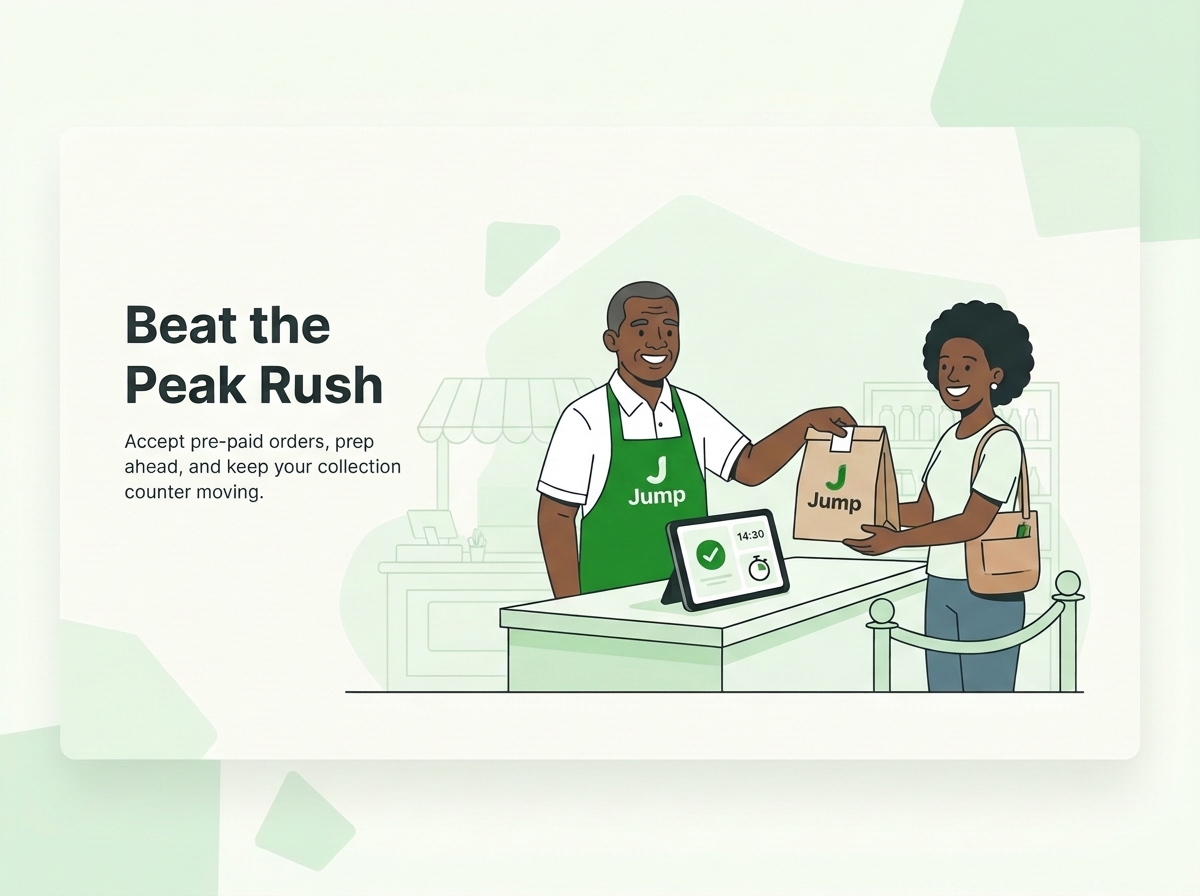 Beat the
Peak Rush
Accept pre-paid orders, prep
ahead, and keep your collection
counter moving.
J
Jump
14:30
J
Jump